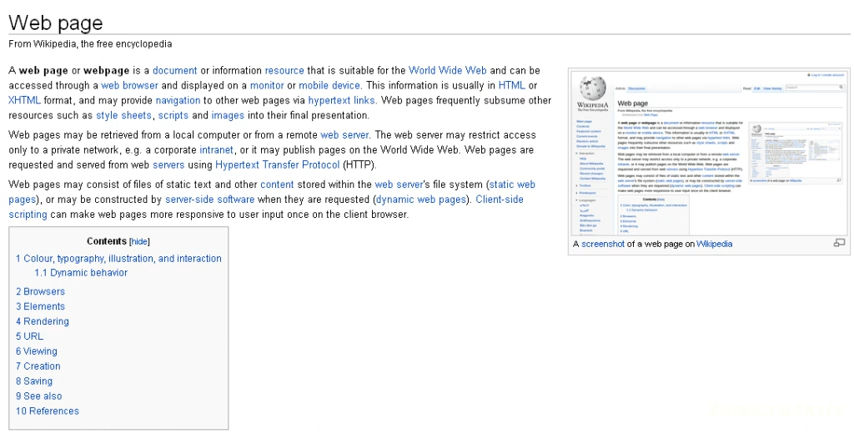 Web page
From Wikipedia, the free encyclopedia
A web page or webpage is a document or information resource that is suitable for the World Wide Web and can be
accessed through a web browser and displayed on a monitor or mobile device. This information is usually in HTML or
XHTML format, and may provide navigation to other web pages via hypertext links. Web pages frequently subsume other
resources such as style sheets, scripts and images into their final presentation.
Web pages may be retrieved from a local computer or from a remote web server. The web server may restrict access
only to a private network, e.g. a corporate intranet, or it may publish pages on the World Wide Web. Web pages are
requested and served from web servers using Hypertext Transfer Protocol (HTTP).
Web pages may consist of files of static text and other content stored within the web server's file system (static web
pages), or may be constructed by server-side software when they are requested (dynamic web pages). Client-side
scripting can make web pages more responsive to user input once on the client browser.
Contents [hide]
1 Colour, typography, illustration, and interaction
1.1 Dynamic behavior
2 Browsers
3 Elements
4 Rendering
5 URL
6 Viewing
7 Creation
8 Saving
9 See also
10 References
WIKIPEDIA
Web page
A screenshot of a web page on Wikipedia